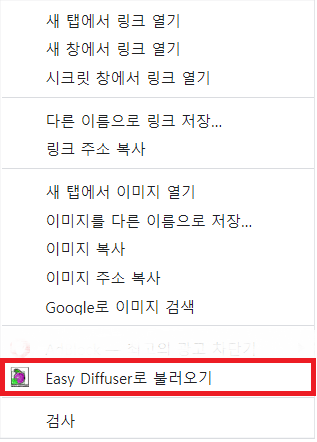 새 탭에서 링크 열기
새 창에서 링크 열기
시크릿 창에서 링크 열기
다른 이름으로 링크 저장...
링크 주소 복사
새 탭에서 이미지 열기
이미지를 다른 이름으로 저장...
이미지 복사
이미지 주소 복사
Google로 이미지 검색
Easy Diffuser로 불러오기
검사